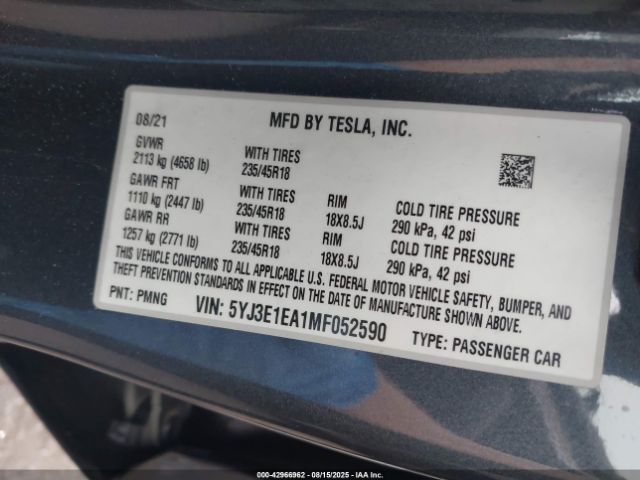 08/21 MFD BY TESLA, INC.
GVWR
2113 kg (4658 lb) WITH TIRES
235/45R18
GAWR FRT
1110 kg (2447 lb) WITH TIRES RIM COLD TIRE PRESSURE
235/45R18 18X8.5J 290 kPa, 42 psi
GAWR RR
1257 kg (2771 lb) WITH TIRES RIM COLD TIRE PRESSURE
235/45R18 18X8.5J 290 kPa, 42 psi
THIS VEHICLE CONFORMS TO ALL APPLICABLE U.S. FEDERAL MOTOR VEHICLE SAFETY, BUMPER, AND
THEFT PREVENTION STANDARDS IN EFFECT ON THE DATE OF MANUFACTURE SHOWN ABOVE.
PNT: PMNG VIN: 5YJ3E1EA1MF052590 TYPE: PASSENGER CAR
000-42966962 - 08/15/2025 - IAA Corp.